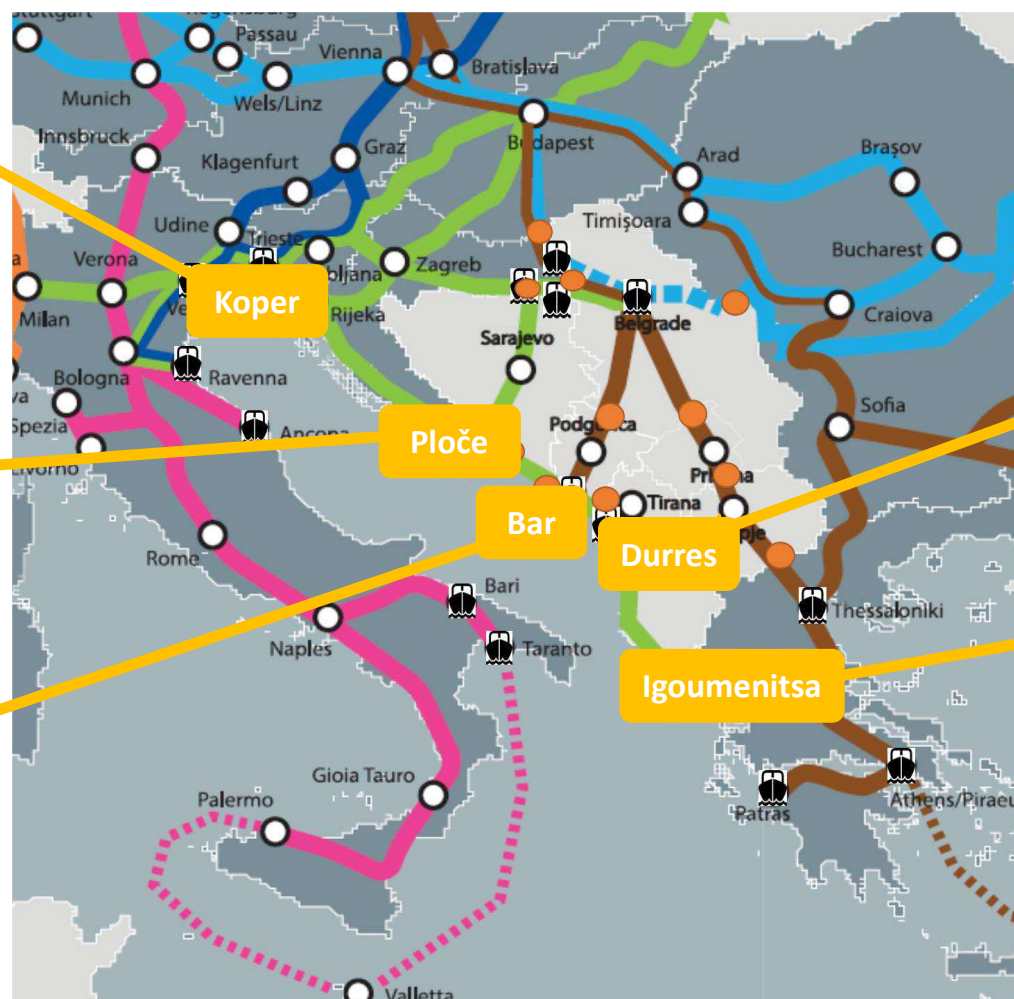 Passau
Vienna
Bratislava
Munich
Wels/Linz
Innsbruck
Klagenfurt
Graz
Budapest
Arad
Brașov
Timișoara
Udine
Trieste
Bucharest
Verona
Zagreb
Koper
Milan
Rijeka
Belgrade
Craiova
Sarajevo
Bologna
Ravenna
Spezia
Ancona
Sofia
Ploče
Livorno
Tirana
Bar
Durres
Rome
Bari
Thessaloniki
Naples
Taranto
Igoumenitsa
Gioia Tauro
Palermo
Patras
Athens/Piraeu
Valletta